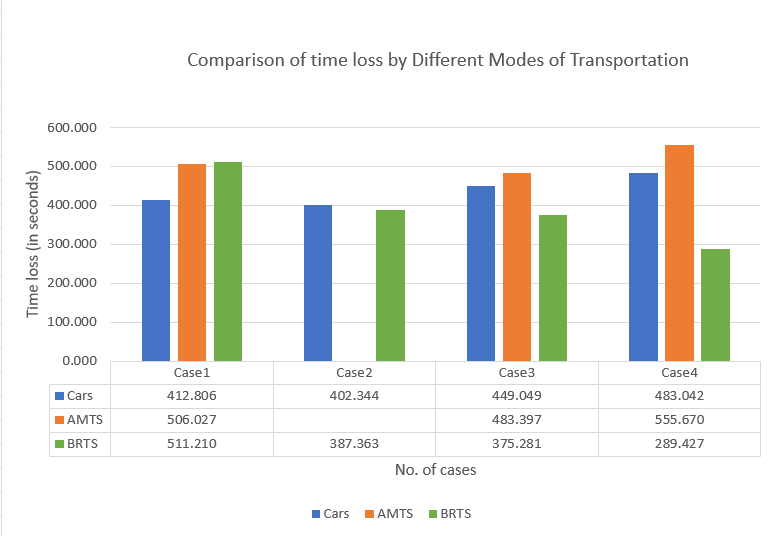 Comparison of time loss by Different Modes of Transportation
600.000
500.000
400.000
300.000
200.000
100.000
0.000
Time loss (in seconds)
Case1 Case2 Case3 Case4
Cars 412.806 402.344 449.049 483.042
AMTS 506.027 483.397 555.670
BRTS 511.210 387.363 375.281 289.427
No. of cases
Cars AMTS BRTS